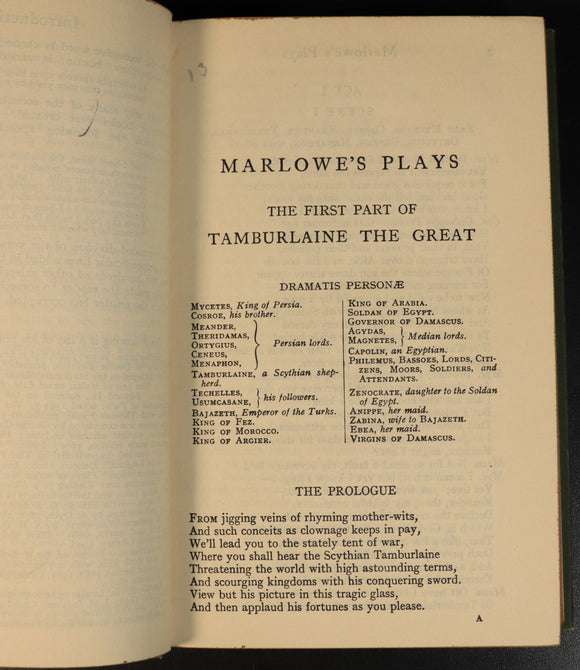 13
MARLOWE'S PLAYS
THE FIRST PART OF
TAMBURLAINE THE GREAT
DRAMATIS PERSONÆ
MYCETES, King of Persia.
COSROE, his brother.
MEANDER,
THERIDAMAS,
ORTYGIUS,
CENEUS,
MENAPHON,
Persian lords.
TAMBURLAINE, a Scythian shep-
herd.
TECHELLES,
USUMCASANE,
his followers.
BAJAZETH, Emperor of the Turks.
KING OF FEZ.
KING OF MOROCCO.
KING OF ARGIER.
KING OF ARABIA.
SOLDAN OF EGYPT.
GOVERNOR OF DAMASCUS.
AGYDAS,
MAGNETES,
Median lords.
CAPOLIN, an Egyptian.
PHILEMUS, BASSOES, LORDS, CITI-
ZENS, MOORS, SOLDIERS, and
ATTENDANTS.
ZENOCRATE, daughter to the Soldan
of Egypt.
ANIPPE, her maid.
ZABINA, wife to BAJAZETH.
EBEA, her maid.
VIRGINS OF DAMASCUS.
THE PROLOGUE
FROM jigging veins of rhyming mother-wits,
And such conceits as clownage keeps in pay,
We'll lead you to the stately tent of war,
Where you shall hear the Scythian Tamburlaine
Threatening the world with high astounding terms,
And scourging kingdoms with his conquering sword.
View but his picture in this tragic glass,
And then applaud his fortunes as you please.
A